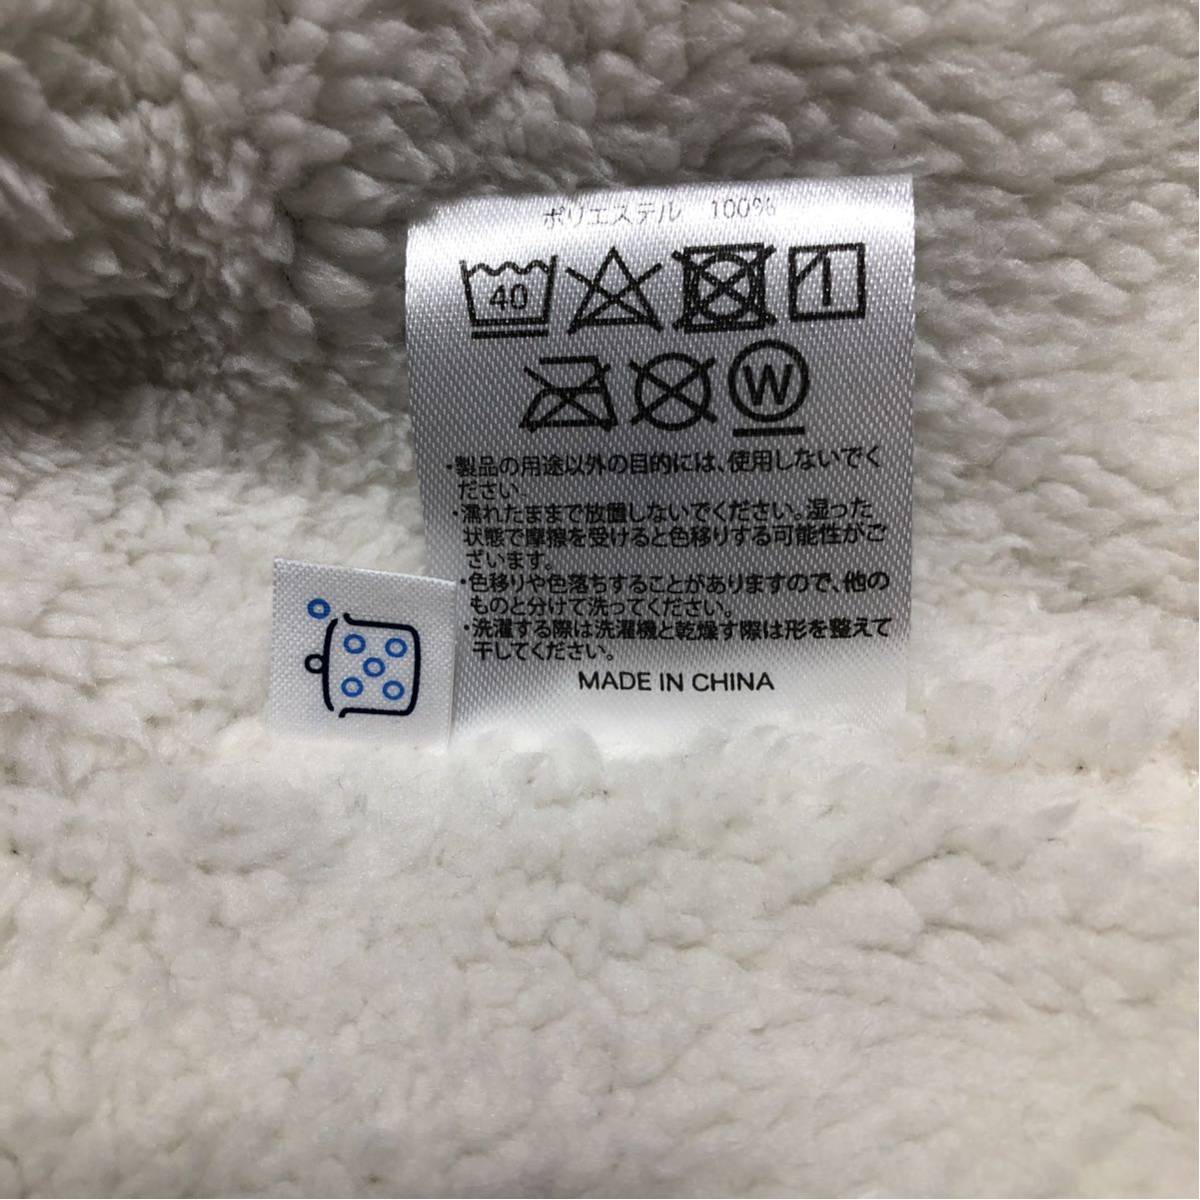 ポリエステル 100%
40
W
・製品の用途以外の目的には、使用しないでく
ださい。
・濡れたままで放置しないでください。湿った
状態で摩擦を受けると色移りする可能性がご
ざいます。
・色移りや色落ちすることがありますので、他の
ものと分けて洗ってください。
・洗濯する際は洗濯機と乾燥す際は形を整えて
干してください。
MADE IN CHINA